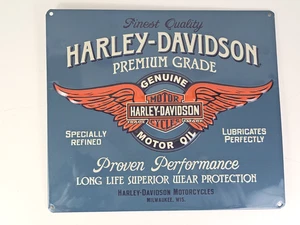 Finest Quality
HARLEY-DAVIDSON
PREMIUM GRADE
GENUINE
MOTOR
HARLEY-DAVIDSON
CYCLES
MOTOR OIL
SPECIALLY
REFINED
LUBRICATES
PERFECTLY
Proven Performance
LONG LIFE SUPERIOR WEAR PROTECTION
HARLEY-DAVIDSON MOTORCYCLES
MILWAUKEE, WIS.